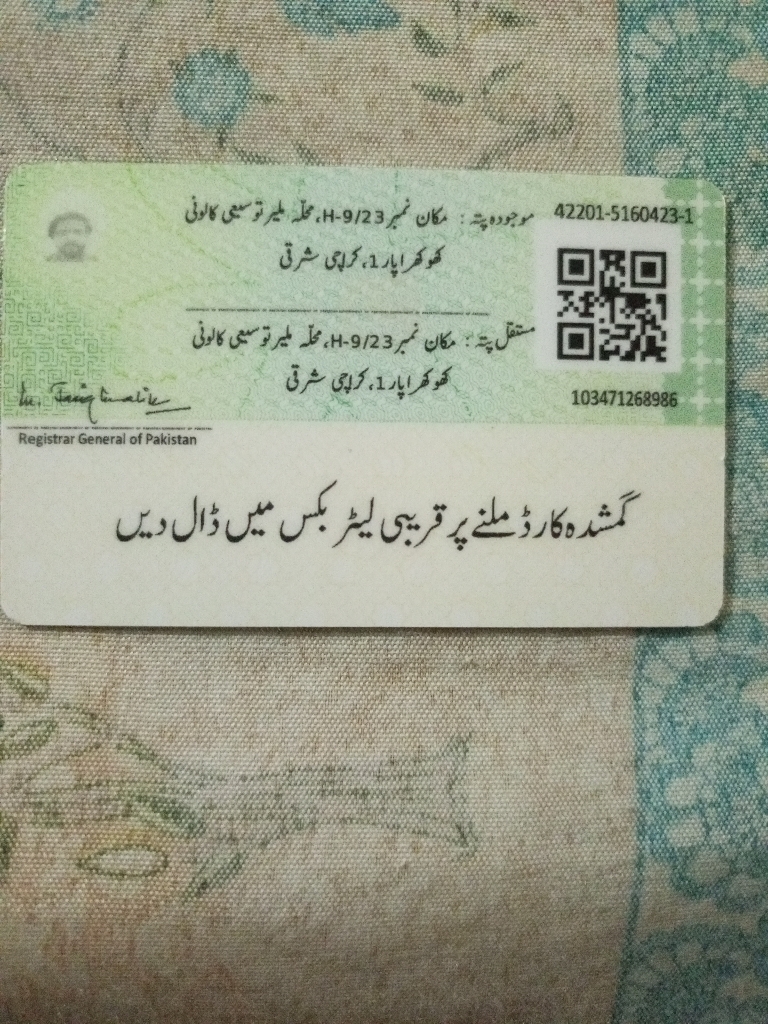 موجودہ پتہ : مکان نمبر H-9/23، محلّہ ملیر توسیعی کالونی
کھوکھراپار 1، کراچی شرقی
42201-5160423-1
مستقل پتہ : مکان نمبر H-9/23، محلّہ ملیر توسیعی کالونی
کھوکھراپار 1، کراچی شرقی
103471268986
Registrar General of Pakistan
گمشدہ کارڈ ملنے پر قریبی لیٹر بکس میں ڈال دیں